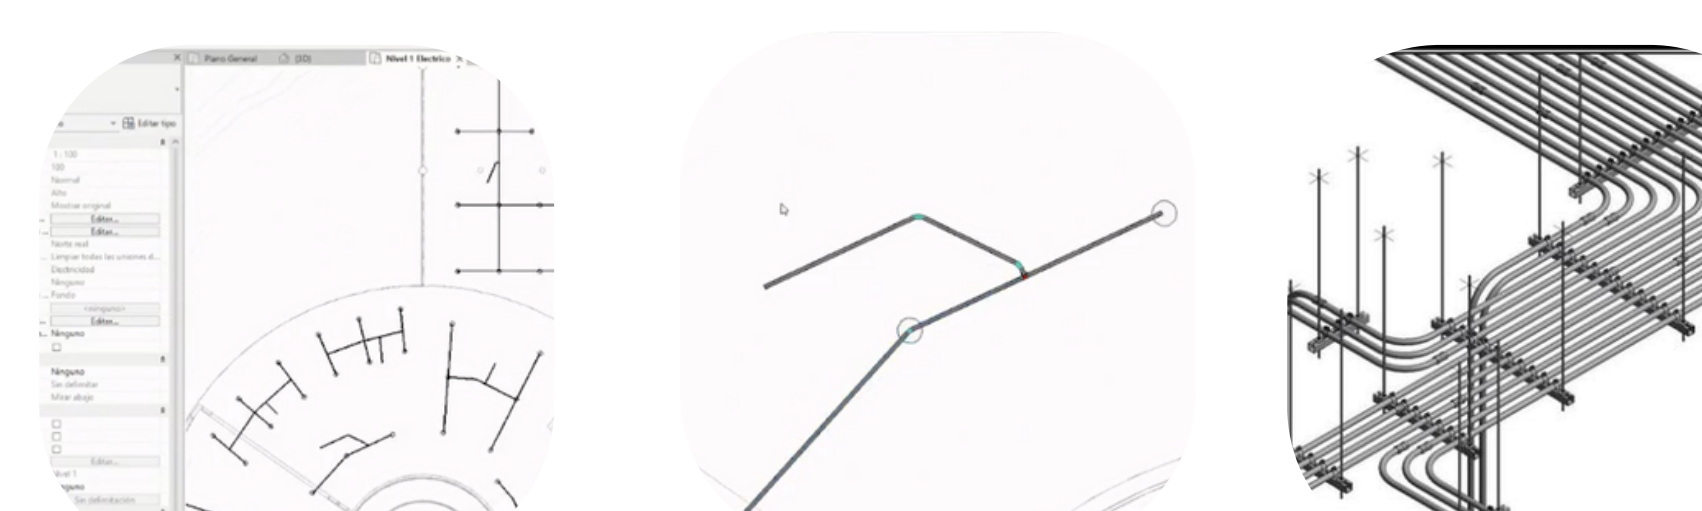 Plano General
{3D}
Nivel 1 Electrico
Editar tipo
1 : 100
100
Normal
Alto
Mostrar original
Editar...
Editar...
Norte real
Limpiar todas las uniones d...
Electricidad
Ninguno
Fondo
<ninguno>
Editar...
Ninguno
Ninguno
Sin delimitar
Mirar abajo
Editar...
Nivel 1
Sin delimitación